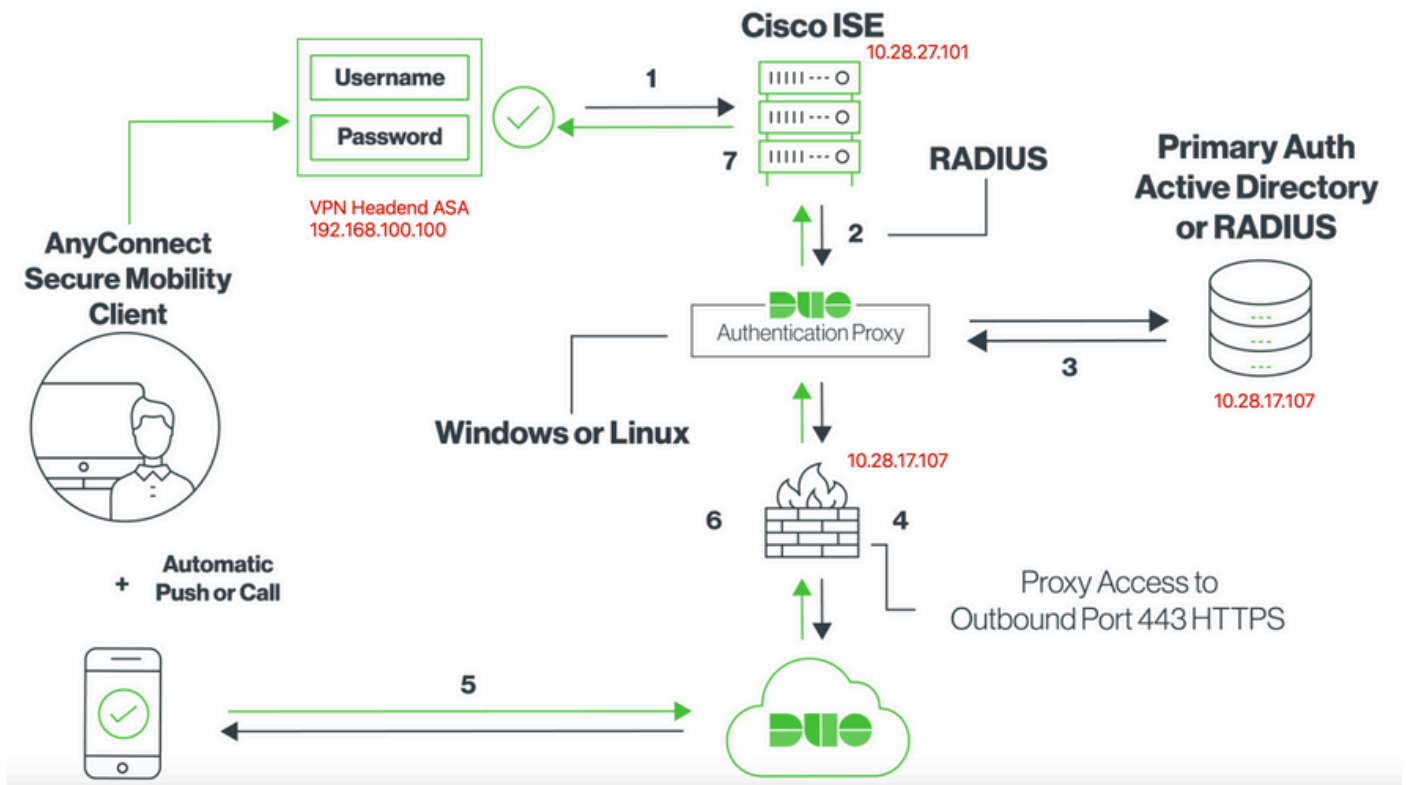 Cisco ISE
10.28.27.101
Username
Password
1
7
VPN Headend ASA
192.168.100.100
AnyConnect
Secure Mobility
Client
RADIUS
2
Primary Auth
Active Directory
or RADIUS
DUO
Authentication Proxy
3
10.28.17.107
Windows or Linux
10.28.17.107
6
4
Automatic
+ Push or Call
Proxy Access to
Outbound Port 443 HTTPS
5
DUO